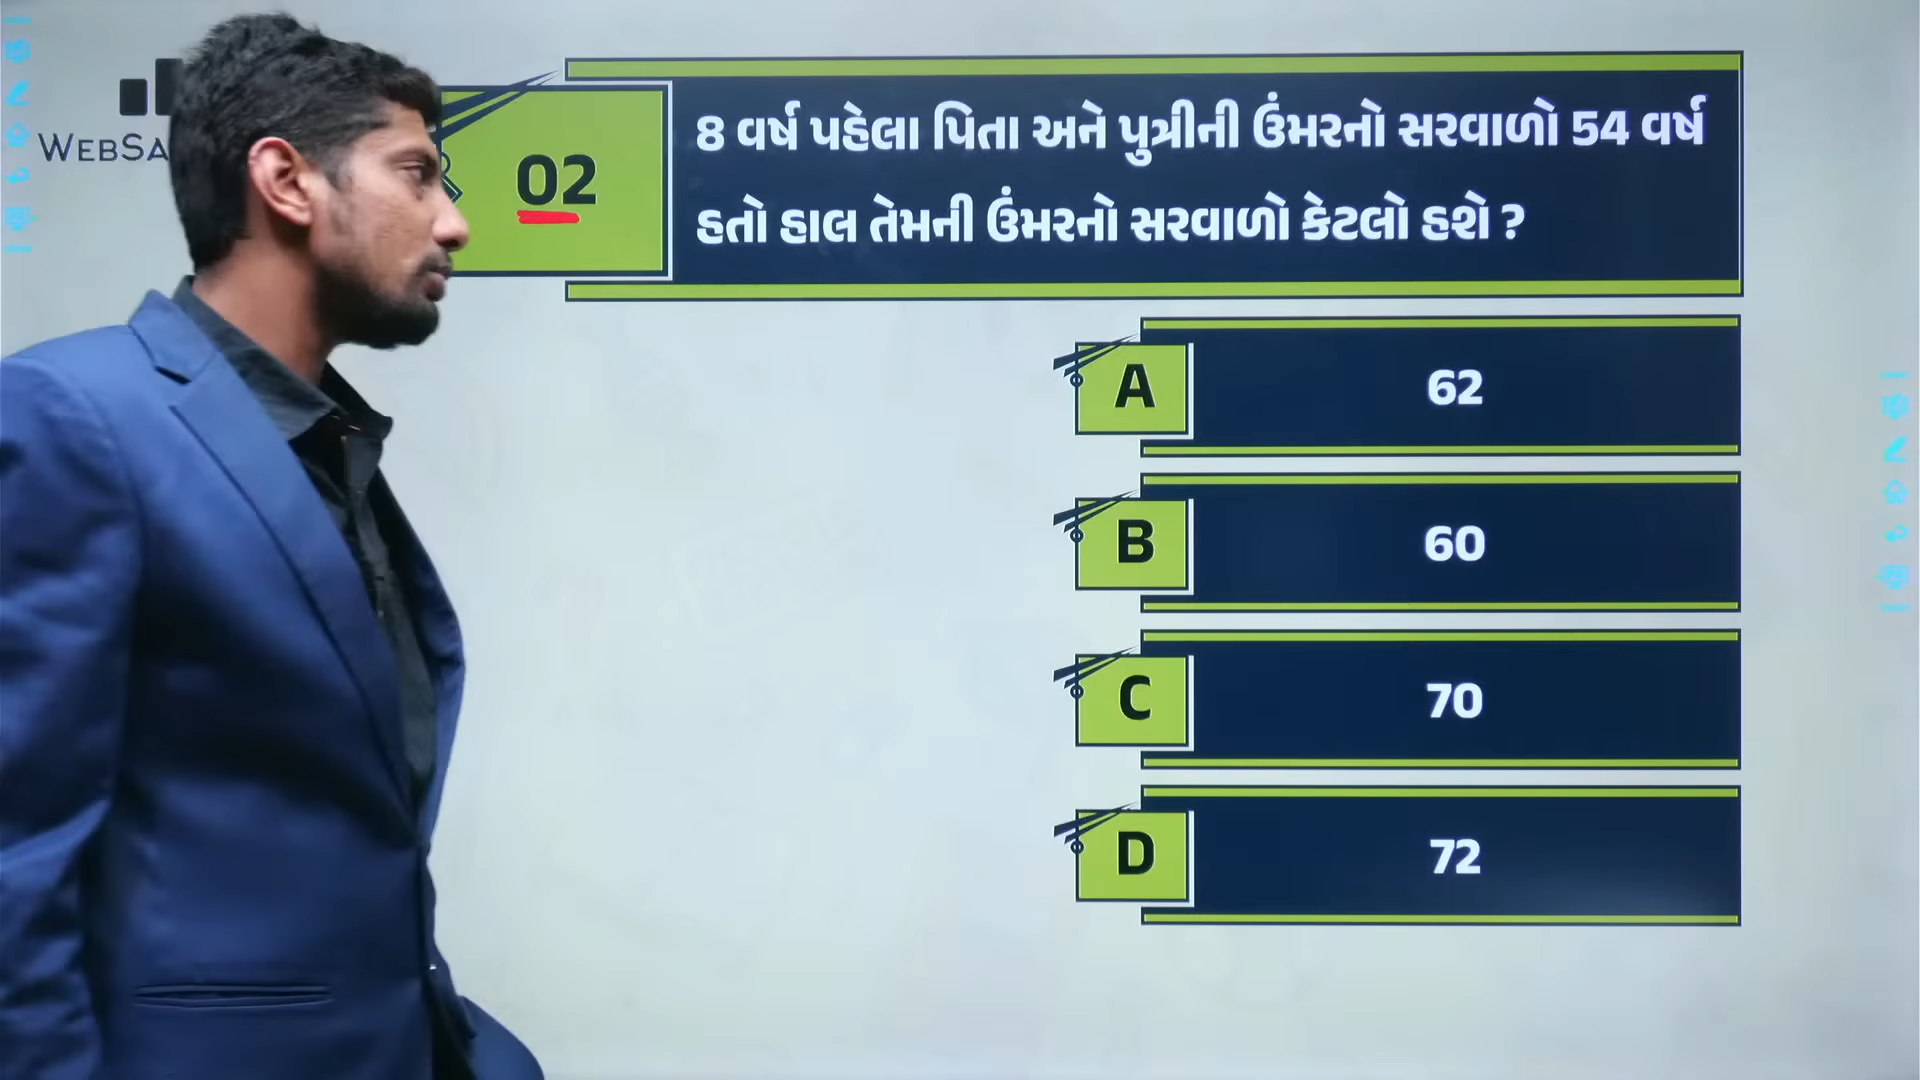 WEBSA
02
8 વર્ષ પહેલા પિતા અને પુત્રીની ઉંમરનો સરવાળો 54 વર્ષ
હતો હાલ તેમની ઉંમરનો સરવાળો કેટલો હશે ?
A 62
B 60
C 70
D 72